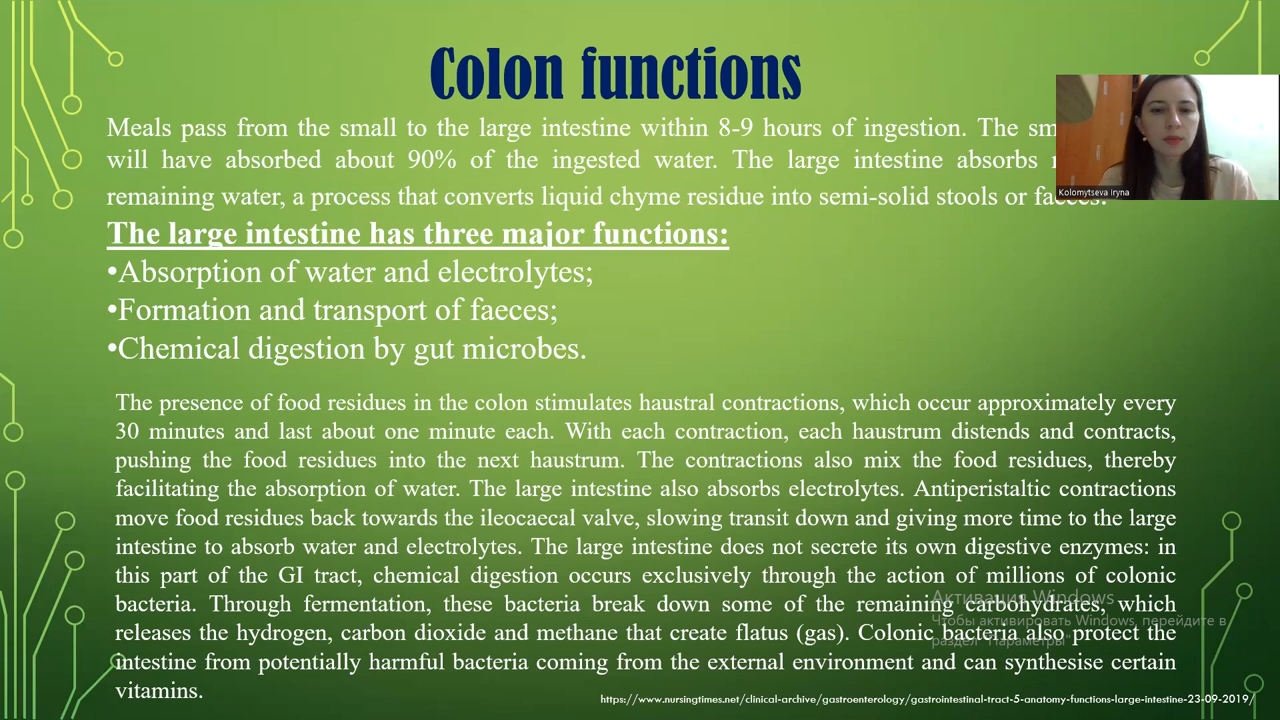 Colon functions
Meals pass from the small to the large intestine within 8-9 hours of ingestion. The
will have absorbed about 90% of the ingested water. The large intestine absorbs
remaining water, a process that converts liquid chyme residue into semi-solid stools or faeces.
Kolomytseva Iryna
The large intestine has three major functions:
•Absorption of water and electrolytes;
•Formation and transport of faeces;
•Chemical digestion by gut microbes.
The presence of food residues in the colon stimulates haustral contractions, which occur approximately every
30 minutes and last about one minute each. With each contraction, each haustrum distends and contracts,
pushing the food residues into the next haustrum. The contractions also mix the food residues, thereby
facilitating the absorption of water. The large intestine also absorbs electrolytes. Antiperistaltic contractions
move food residues back towards the ileocaecal valve, slowing transit down and giving more time to the large
intestine to absorb water and electrolytes. The large intestine does not secrete its own digestive enzymes: in
this part of the GI tract, chemical digestion occurs exclusively through the action of millions of colonic
bacteria. Through fermentation, these bacteria break down some of the remaining carbohydrates, which
releases the hydrogen, carbon dioxide and methane that create flatus (gas). Colonic bacteria also protect the
intestine from potentially harmful bacteria coming from the external environment and can synthesise certain
vitamins.
Активация Windows
Чтобы активировать Windows, перейдите в
раздел "Параметры"
https://www.nursingtimes.net/clinical-archive/gastroenterology/gastrointestinal-tract-5-anatomy-functions-large-intestine-23-09-2019/